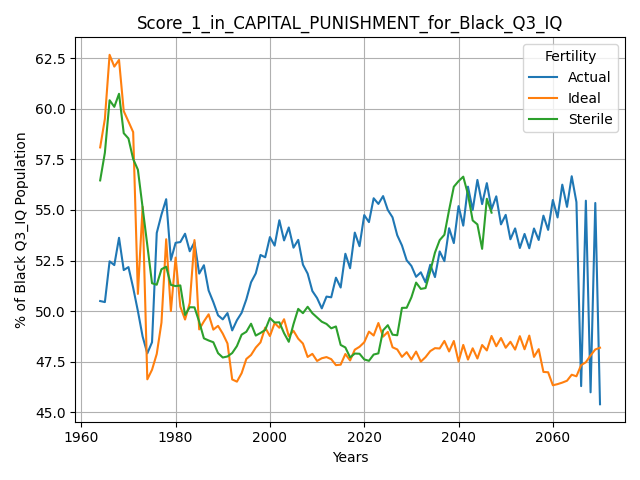 Score_1_in_CAPITAL_PUNISHMENT_for_Black_Q3_IQ
Fertility
Actual
Ideal
Sterile
% of Black Q3_IQ Population
62.5
60.0
57.5
55.0
52.5
50.0
47.5
45.0
1960
1980
2000
2020
2040
2060
Years